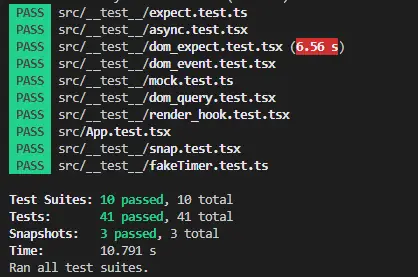 PASS src/__test__/expect.test.ts
PASS src/__test__/async.test.tsx
PASS src/__test__/dom_expect.test.tsx (6.56 s)
PASS src/__test__/dom_event.test.tsx
PASS src/__test__/mock.test.ts
PASS src/__test__/dom_query.test.tsx
PASS src/__test__/render_hook.test.tsx
PASS src/App.test.tsx
PASS src/__test__/snap.test.tsx
PASS src/__test__/fakeTimer.test.ts
Test Suites: 10 passed, 10 total
Tests: 41 passed, 41 total
Snapshots: 3 passed, 3 total
Time: 10.791 s
Ran all test suites.